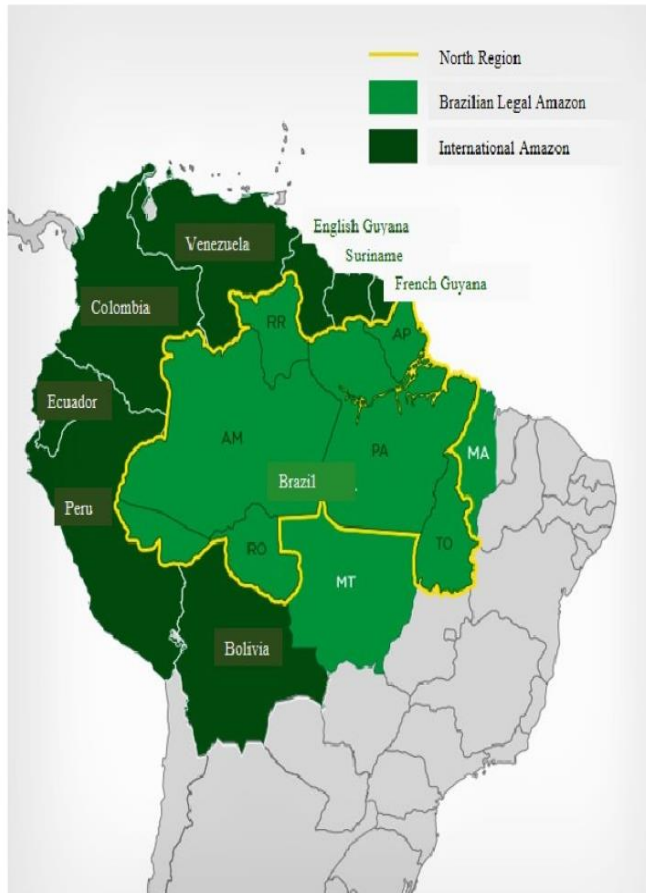 North Region
Brazilian Legal Amazon
International Amazon
English Guyana
Venezuela
Suririname
French Guyana
Colombia
RR
AP
Ecuador
AM
PA
MA
Brazil
Peru
RO
TO
MT
Bolivia